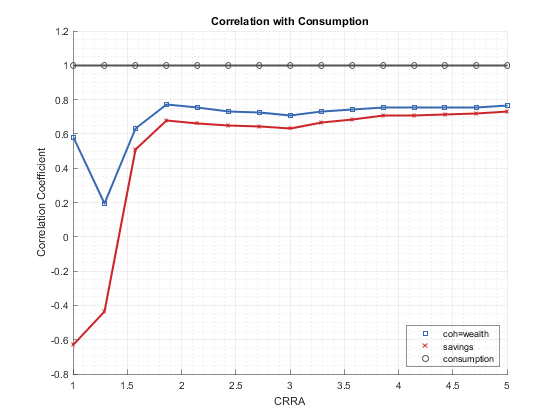 Correlation with Consumption
1.2
1
0.8
0.6
0.4
0.2
0
-0.2
-0.4
-0.6
-0.8
Correlation Coefficient
1 1.5 2 2.5 3 3.5 4 4.5 5
CRRA
coh=wealth
savings
consumption